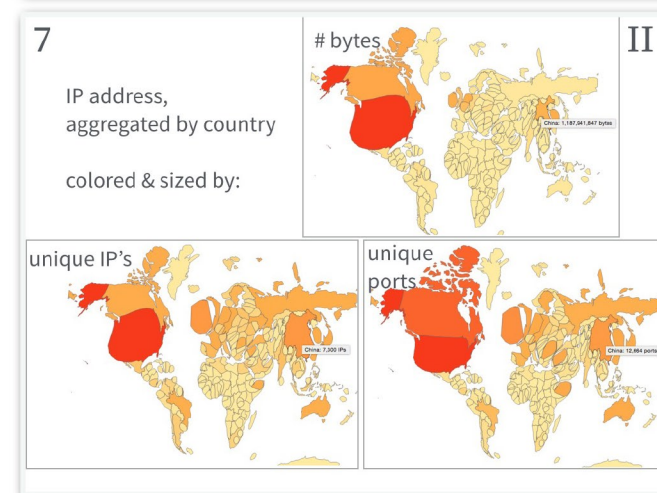 7
IP address,
aggregated by country
colored & sized by:
# bytes
China: 1,187,941,847 bytes
II
unique IP's
China: 7,300 IPs
unique
ports
China: 12,864 ports